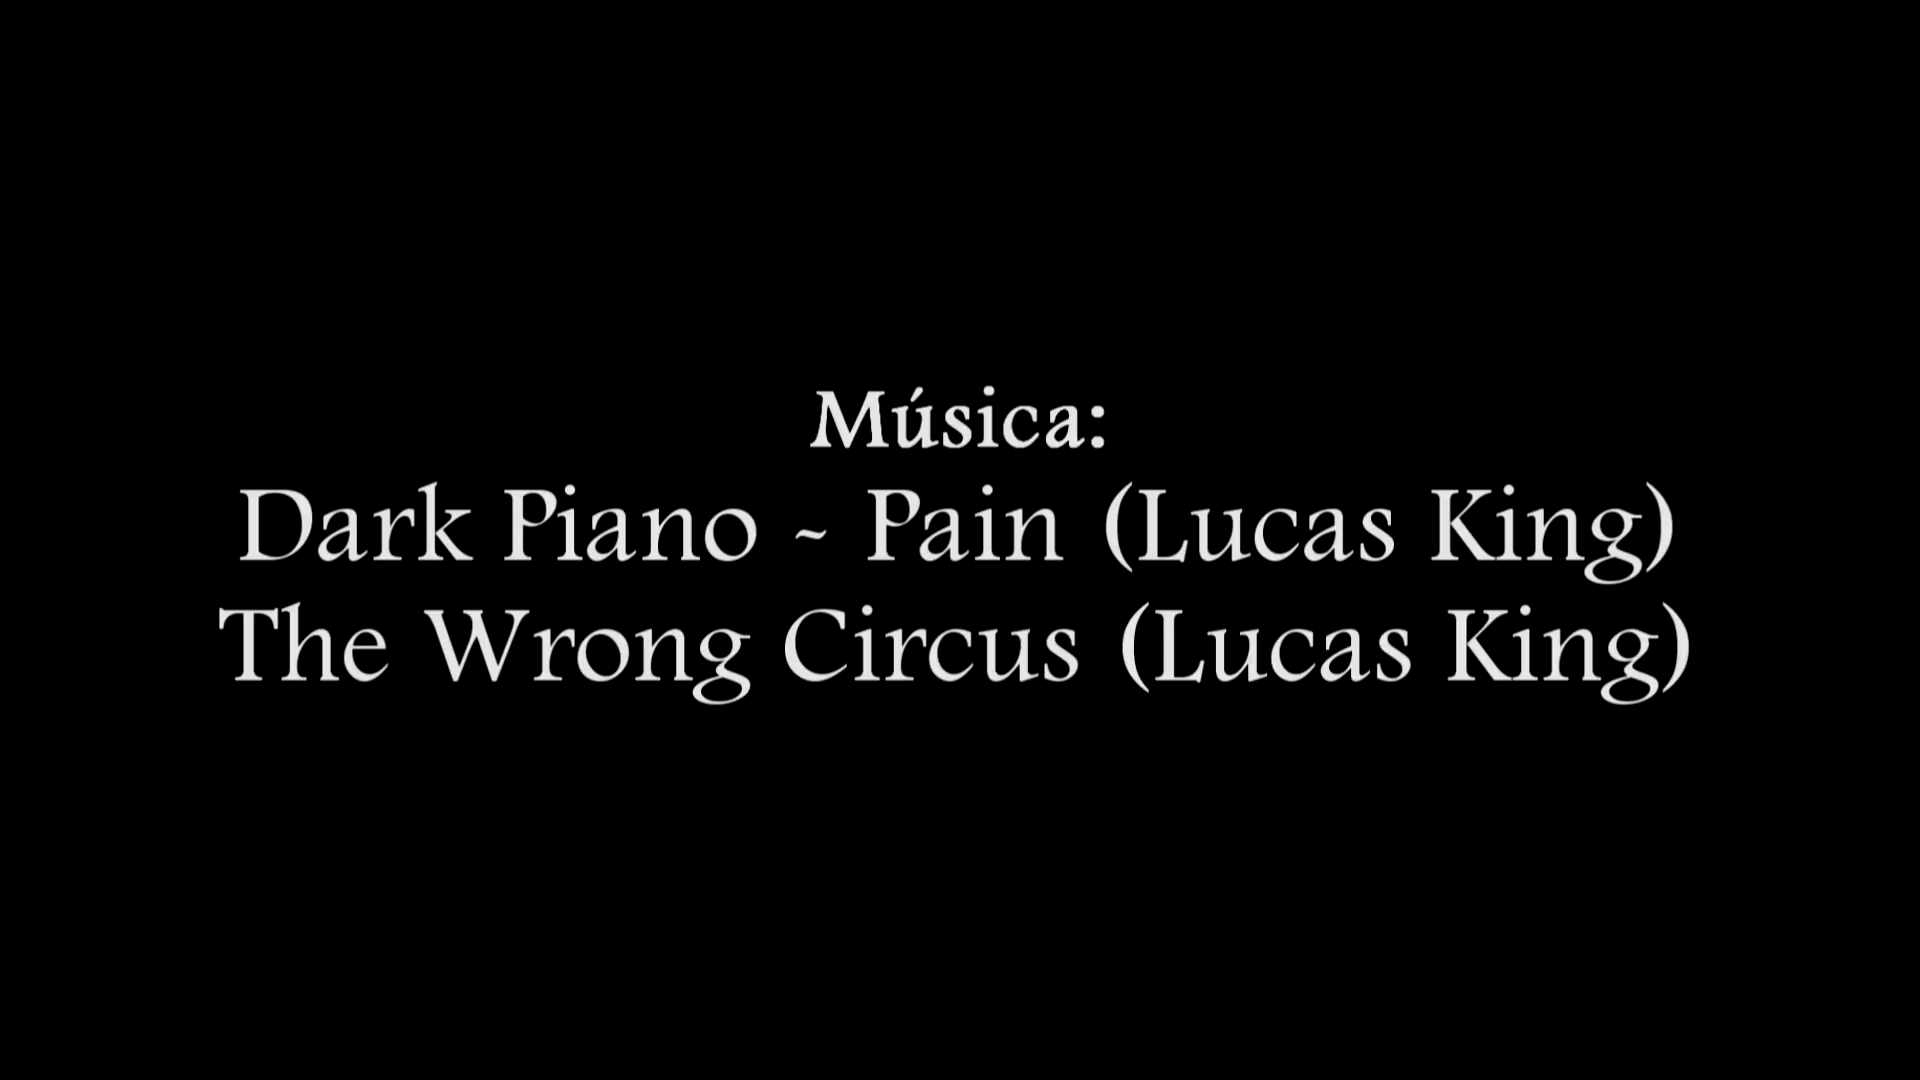 Música:
Dark Piano - Pain (Lucas King)
The Wrong Circus (Lucas King)